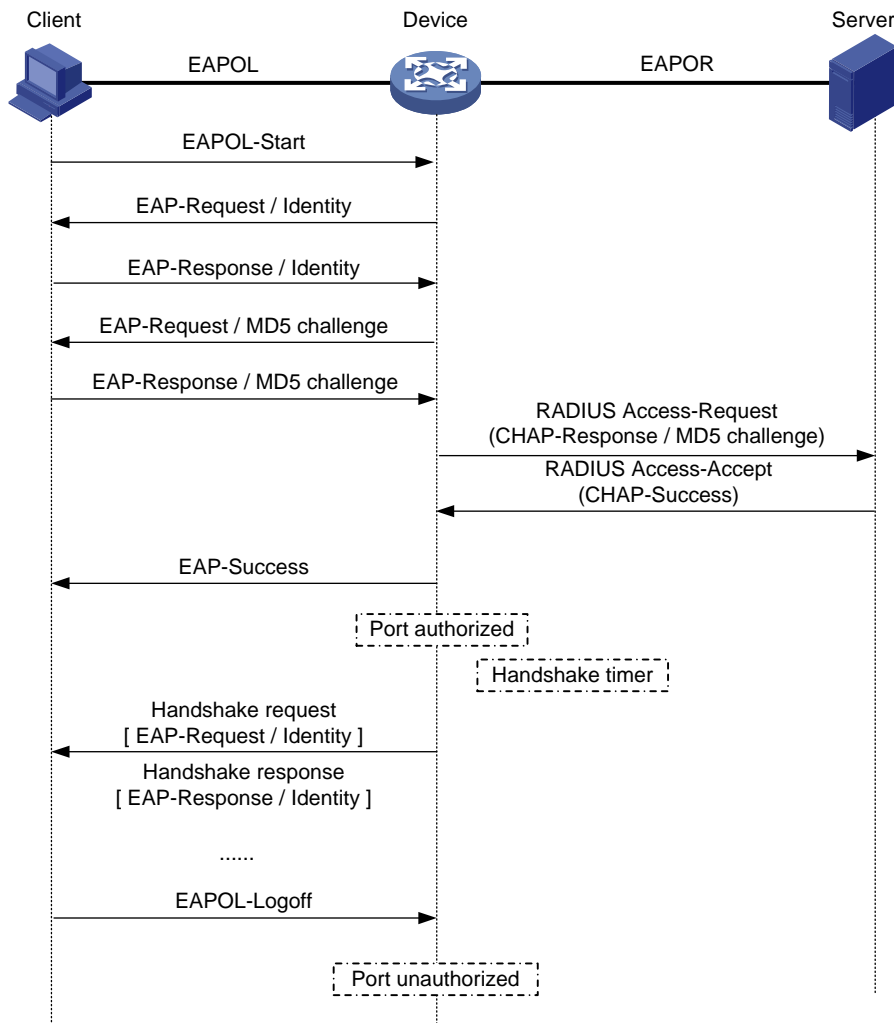 Client
Device
Server
EAPOL
EAPOR
EAPOL-Start
EAP-Request / Identity
EAP-Response / Identity
EAP-Request / MD5 challenge
EAP-Response / MD5 challenge
RADIUS Access-Request
(CHAP-Response / MD5 challenge)
RADIUS Access-Accept
(CHAP-Success)
EAP-Success
Port authorized
Handshake timer
Handshake request
[ EAP-Request / Identity ]
Handshake response
[ EAP-Response / Identity ]
......
EAPOL-Logoff
Port unauthorized